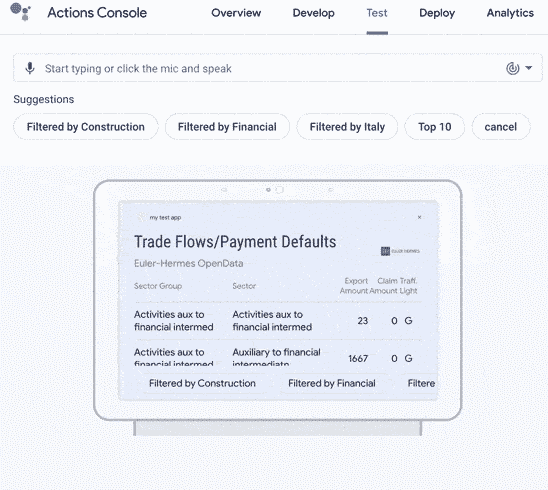 Actions Console
Overview Develop Test Deploy Analytics
Start typing or click the mic and speak
Suggestions
Filtered by Construction Filtered by Financial Filtered by Italy Top 10 cancel
my test app ×
Trade Flows/Payment Defaults
EULER HERMES
Euler-Hermes OpenData
Export Claim Traff.
Sector Group Sector Amount Amount Light
Activities aux to Activities aux to
financial intermed financial intermed 23 0 G
Activities aux to Auxiliary to financial
financial intermed intermediatn 1667 0 G
Filtered by Construction Filtered by Financial Filtere